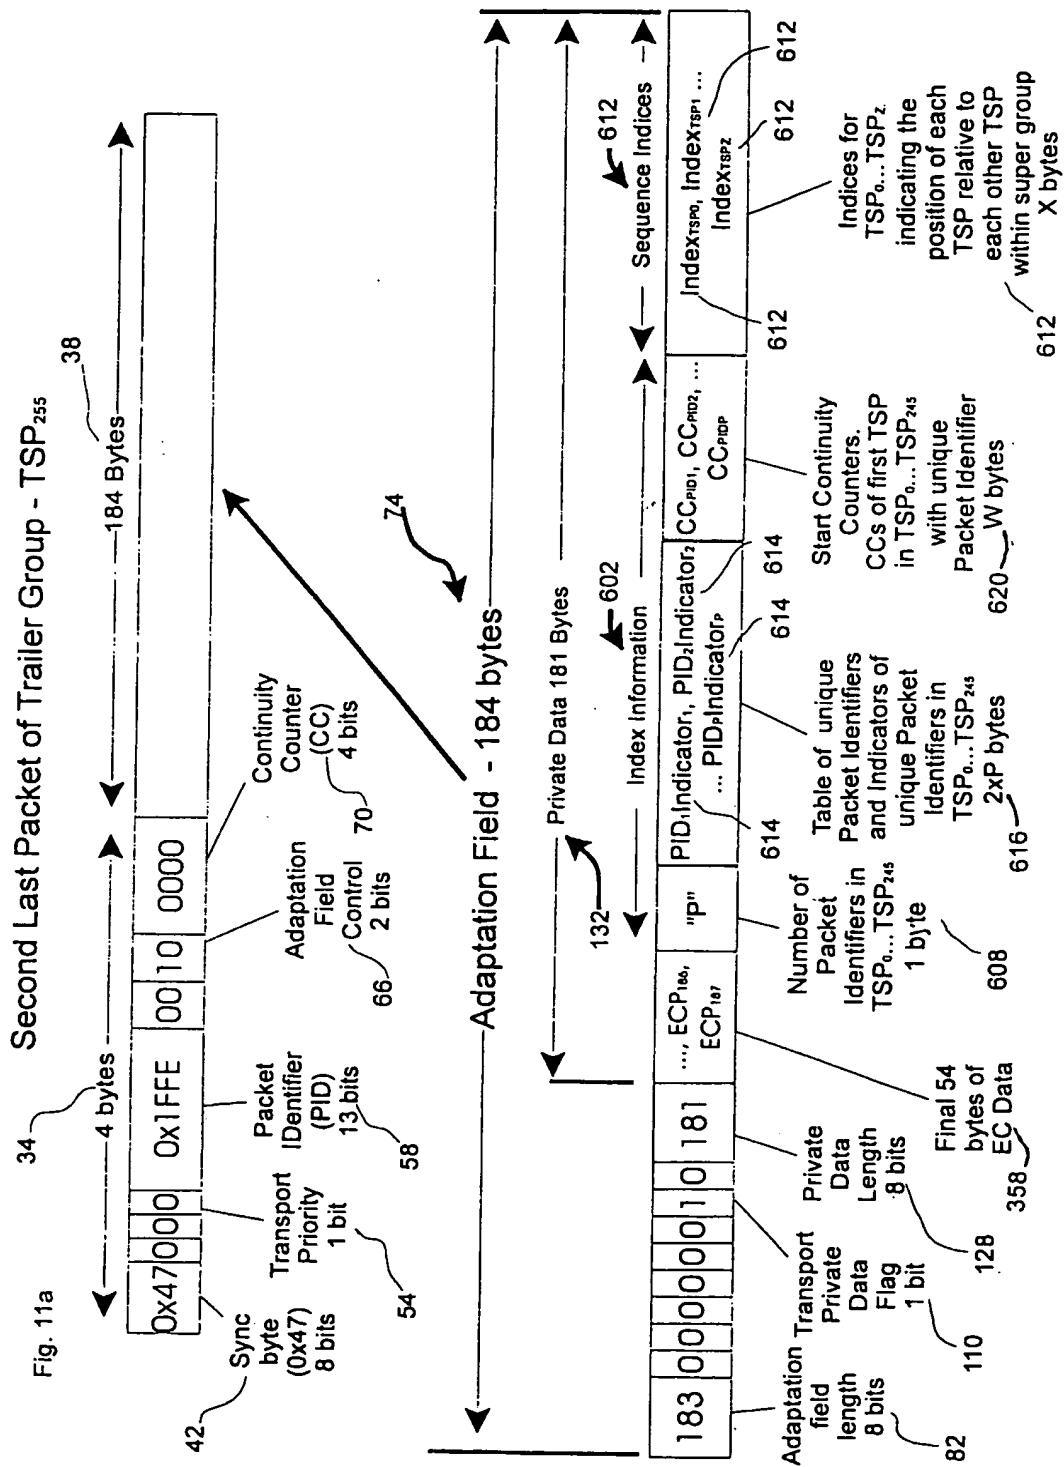 Fig. 11a
Second Last Packet of Trailer Group - TSP255
34
4 bytes
38
184 Bytes
0x47 0 0 0 0x1FFE 00 10 0000
Sync
byte
(0x47)
8 bits
42
Transport
Priority
1 bit
54
Packet
IDentifier
(PID)
13 bits
58
Adaptation
Field
Control
2 bits
66
Continuity
Counter
(CC)
4 bits
70
74
Adaptation Field - 184 bytes
132
Private Data 181 Bytes
602
Index Information
612
Sequence Indices
183 0 0 0 0 0 0 1 0 181
..., ECP186,
ECP187
"P"
PID1Indicator1, PID2Indicator2
... PIDPIndicatorP
CCPID1, CCPID2, ...
CCPIDP
IndexTSP0, IndexTSP1 ...
IndexTSPZ
614
614
614
612
612
612
Adaptation
field
length
8 bits
82
Transport
Private
Data
Flag
1 bit
110
Private
Data
Length
8 bits
128
Final 54
bytes of
EC Data
358
Number of
Packet
Identifiers in
TSP0...TSP245
1 byte
608
Table of unique
Packet Identifiers
and Indicators of
unique Packet
Identifiers in
TSP0...TSP245
2xP bytes
616
Start Continuity
Counters.
CCs of first TSP
in TSP0...TSP245
with unique
Packet Identifier
W bytes
620
Indices for
TSP0...TSPZ.
indicating the
position of each
TSP relative to
each other TSP
within super group
X bytes
612